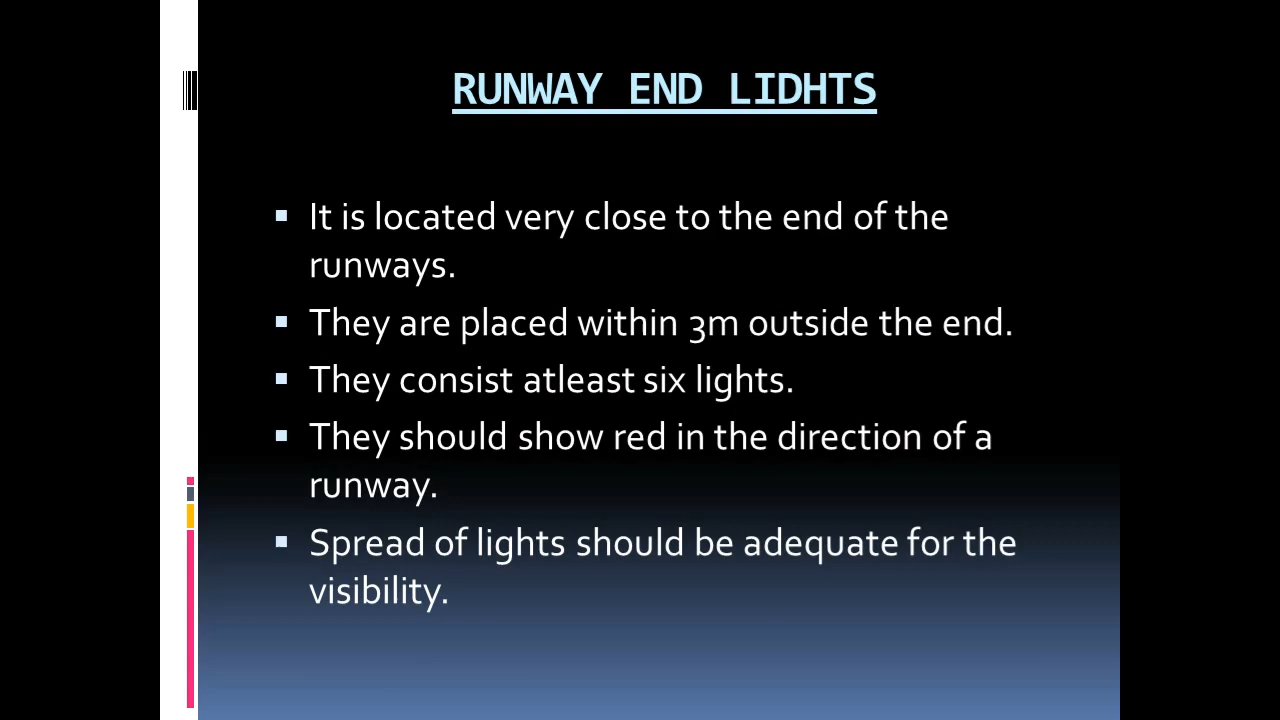 RUNWAY END LIDHTS
It is located very close to the end of the
runways.
They are placed within 3m outside the end.
They consist atleast six lights.
They should show red in the direction of a
runway.
Spread of lights should be adequate for the
visibility.